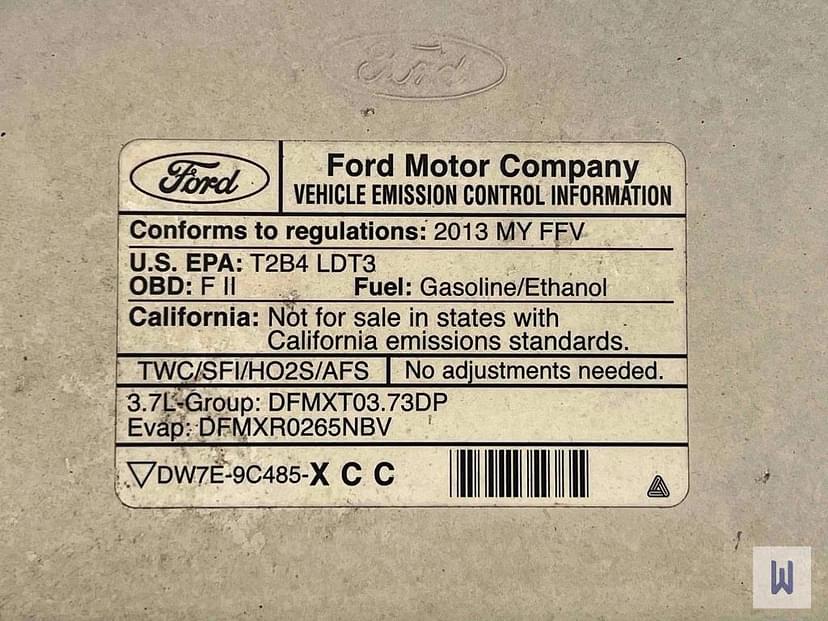 Ford
Ford
Ford Motor Company
VEHICLE EMISSION CONTROL INFORMATION
Conforms to regulations: 2013 MY FFV
U.S. EPA: T2B4 LDT3
OBD: F II Fuel: Gasoline/Ethanol
California: Not for sale in states with
California emissions standards.
TWC/SFI/HO2S/AFS No adjustments needed.
3.7L-Group: DFMXT03.73DP
Evap: DFMXR0265NBV
▽DW7E-9C485-X C C
W